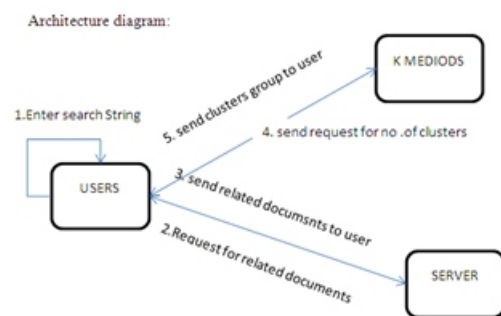 Architecture diagram:
K MEDIODS
5. send clusters group to user
1.Enter search String
4. send request for no .of clusters
USERS
3. send related documsnts to user
2.Request for related documents
SERVER